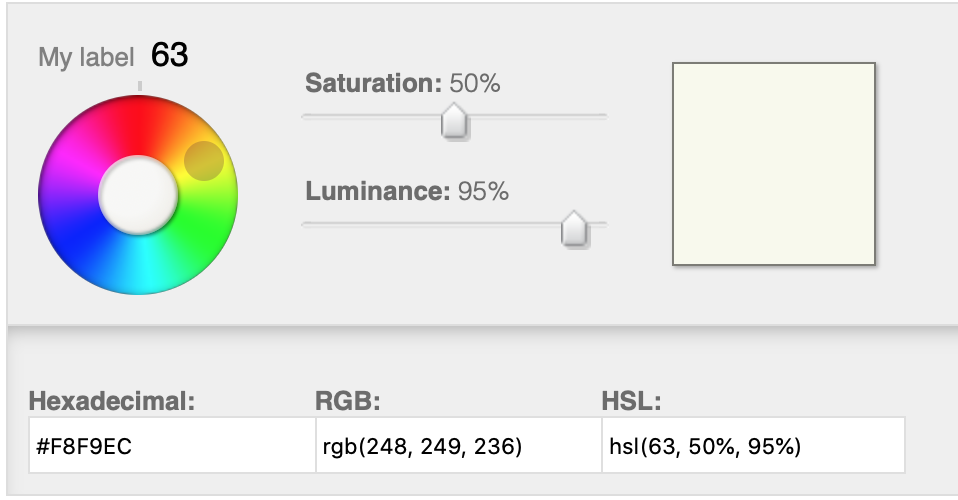 My label 63
Saturation: 50%
Luminance: 95%
Hexadecimal: RGB: HSL:
#F8F9EC rgb(248, 249, 236) hsl(63, 50%, 95%)